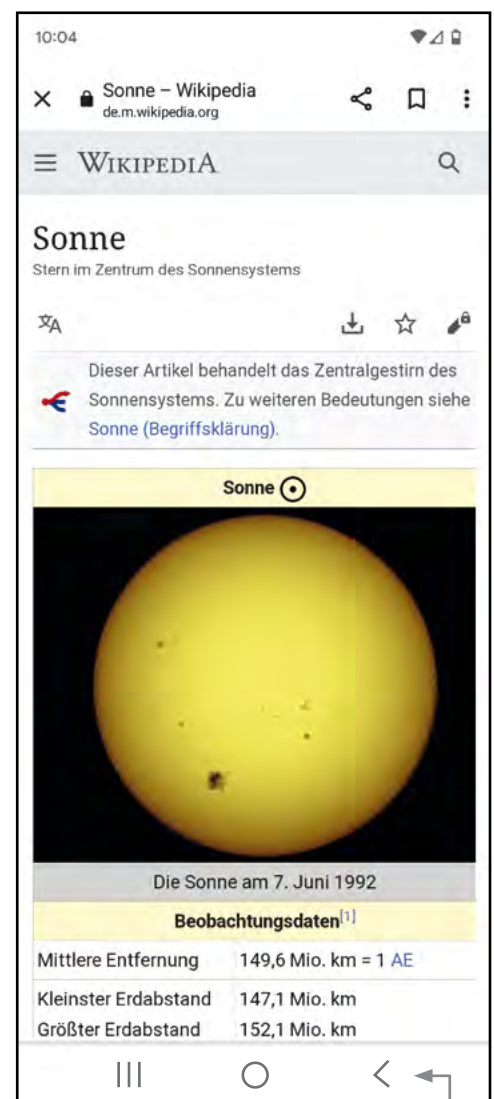 10:04
Sonne – Wikipedia
de.m.wikipedia.org
WIKIPEDIA
Sonne
Stern im Zentrum des Sonnensystems
Dieser Artikel behandelt das Zentralgestirn des
Sonnensystems. Zu weiteren Bedeutungen siehe
Sonne (Begriffsklärung).
Sonne
Die Sonne am 7. Juni 1992
Beobachtungsdaten[1]
Mittlere Entfernung 149,6 Mio. km = 1 AE
Kleinster Erdabstand 147,1 Mio. km
Größter Erdabstand 152,1 Mio. km